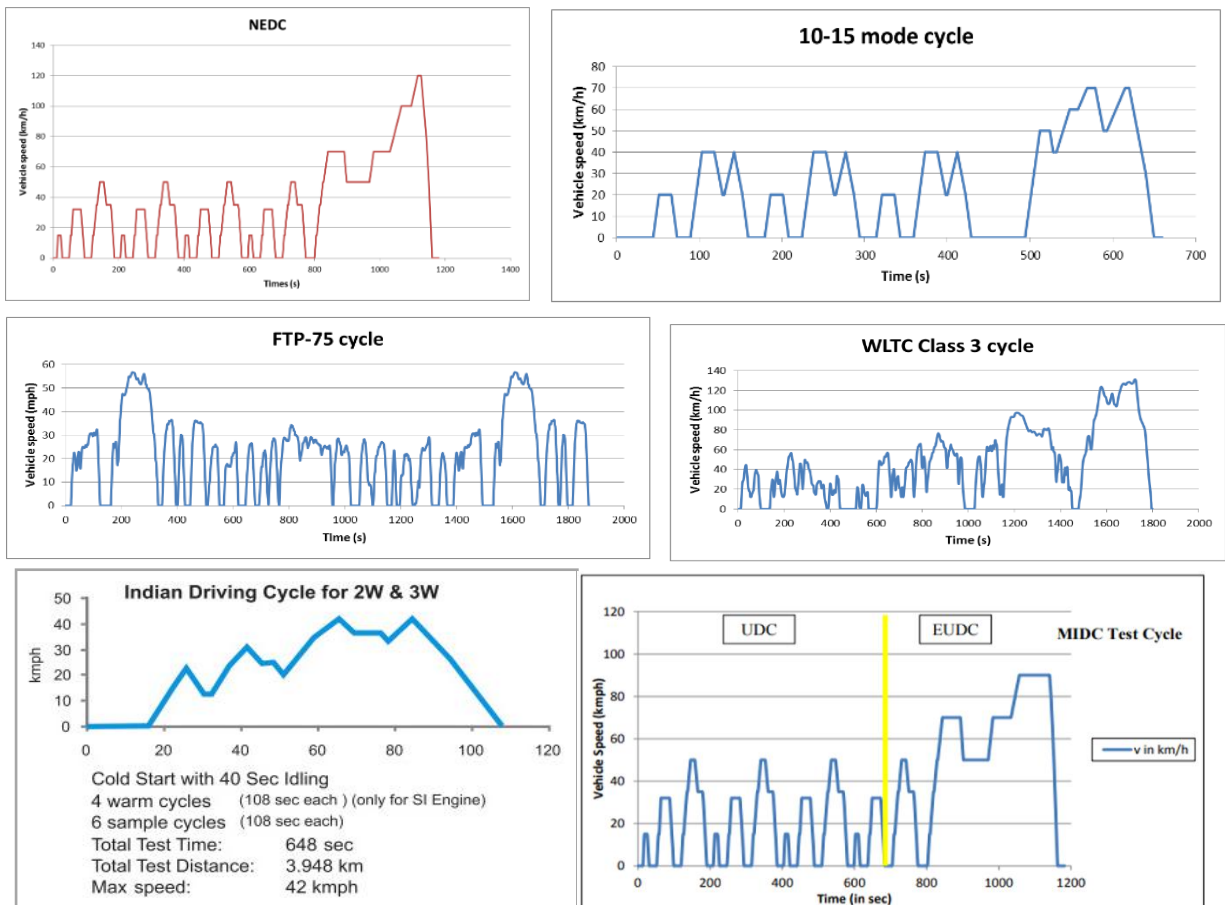 NEDC
140
120
100
80
60
40
20
0
Vehicle speed (km/h)
0 200 400 600 800 1000 1200 1400
Times (s)
10-15 mode cycle
80
70
60
50
40
30
20
10
0
Vehicle speed (km/h)
0 100 200 300 400 500 600 700
Time (s)
FTP-75 cycle
60
50
40
30
20
10
0
Vehicle speed (mph)
0 200 400 600 800 1000 1200 1400 1600 1800 2000
Time (s)
WLTC Class 3 cycle
140
120
100
80
60
40
20
0
Vehicle speed (km/h)
0 200 400 600 800 1000 1200 1400 1600 1800 2000
Time (s)
Indian Driving Cycle for 2W & 3W
50
40
30
20
10
0
kmph
0 20 40 60 80 100 120
Cold Start with 40 Sec Idling
4 warm cycles (108 sec each ) (only for SI Engine)
6 sample cycles (108 sec each)
Total Test Time: 648 sec
Total Test Distance: 3.948 km
Max speed: 42 kmph
UDC
EUDC
MIDC Test Cycle
120
100
80
60
40
20
0
Vehicle Speed (kmph)
v in km/h
0 200 400 600 800 1000 1200
Time (in sec)